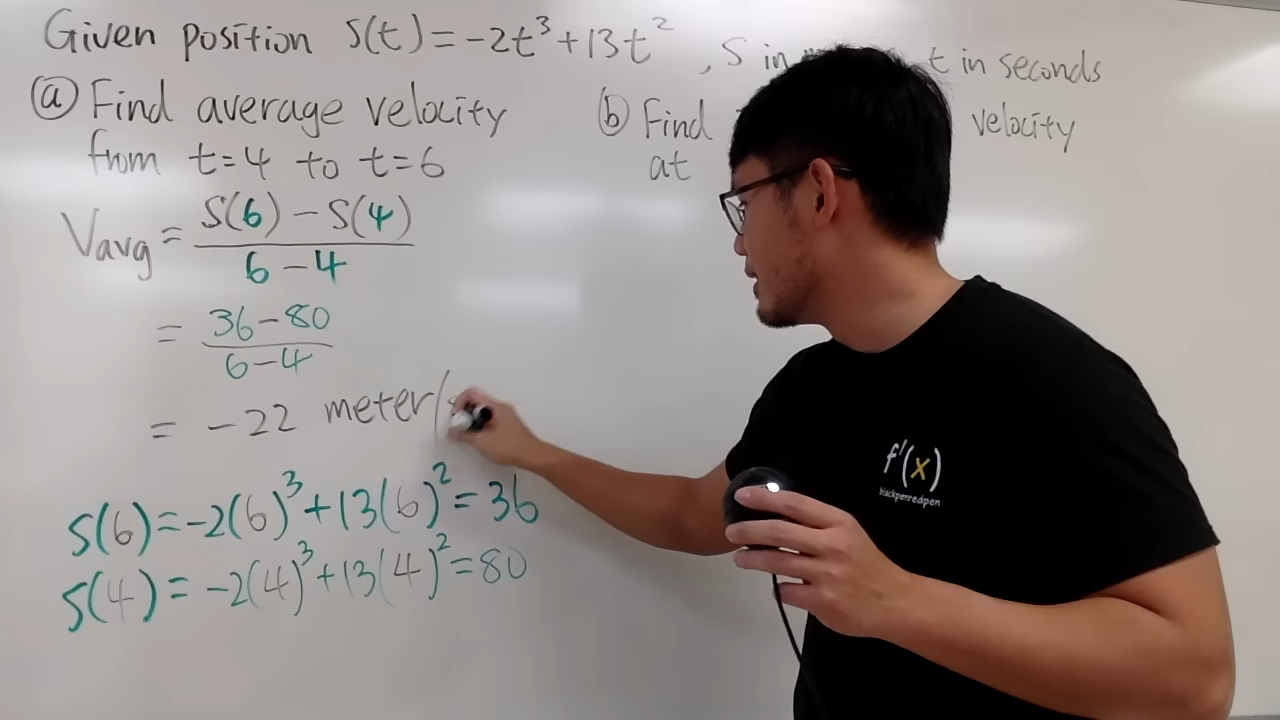 Given position S(t)=-2t³+13t², S in t in seconds
ⓐ Find average velocity
from t=4 to t=6
Vavg = S(6)-S(4) / 6-4
= 36-80 / 6-4
= -22 meter/
S(6)=-2(6)³+13(6)²=36
S(4)=-2(4)³+13(4)²=80
ⓑ Find velocity
at
f'(x)
blackpenredpen